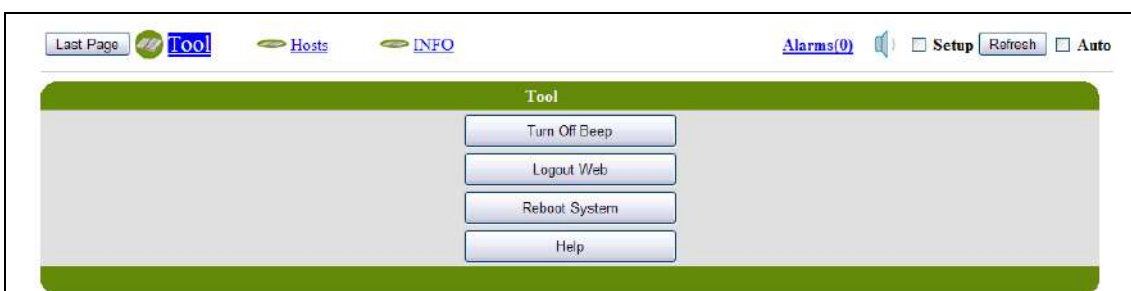 Last Page Tool Hosts INFO Alarms(0) Setup Refresh Auto
Tool
Turn Off Beep
Logout Web
Reboot System
Help